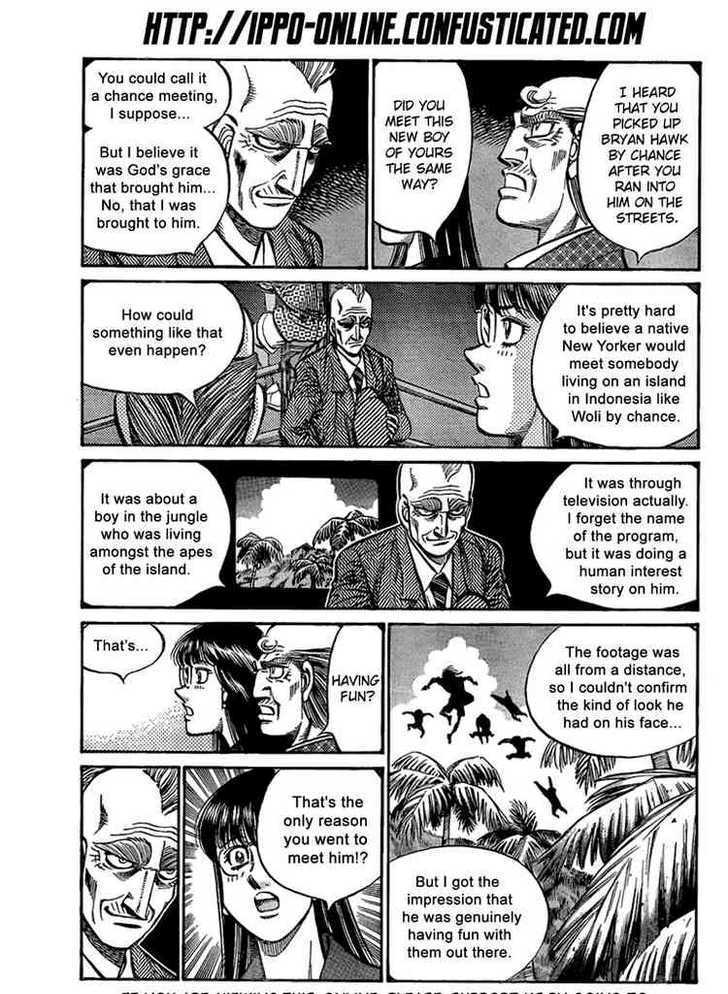 HTTP://IPPO-ONLINE.CONFUSTICATED.COM
I HEARD
THAT YOU
PICKED UP
BRYAN HAWK
BY CHANCE
AFTER YOU
RAN INTO
HIM ON THE
STREETS.
DID YOU
MEET THIS
NEW BOY
OF YOURS
THE SAME
WAY?
You could call it
a chance meeting,
I suppose...
But I believe it
was God's grace
that brought him...
No, that I was
brought to him.
It's pretty hard
to believe a native
New Yorker would
meet somebody
living on an island
in Indonesia like
Woli by chance.
How could
something like that
even happen?
It was through
television actually.
I forget the name
of the program,
but it was doing a
human interest
story on him.
It was about a
boy in the jungle
who was living
amongst the apes
of the island.
The footage was
all from a distance,
so I couldn't confirm
the kind of look he
had on his face...
But I got the
impression that
he was genuinely
having fun with
them out there.
HAVING
FUN?
That's...
That's the
only reason
you went to
meet him!?